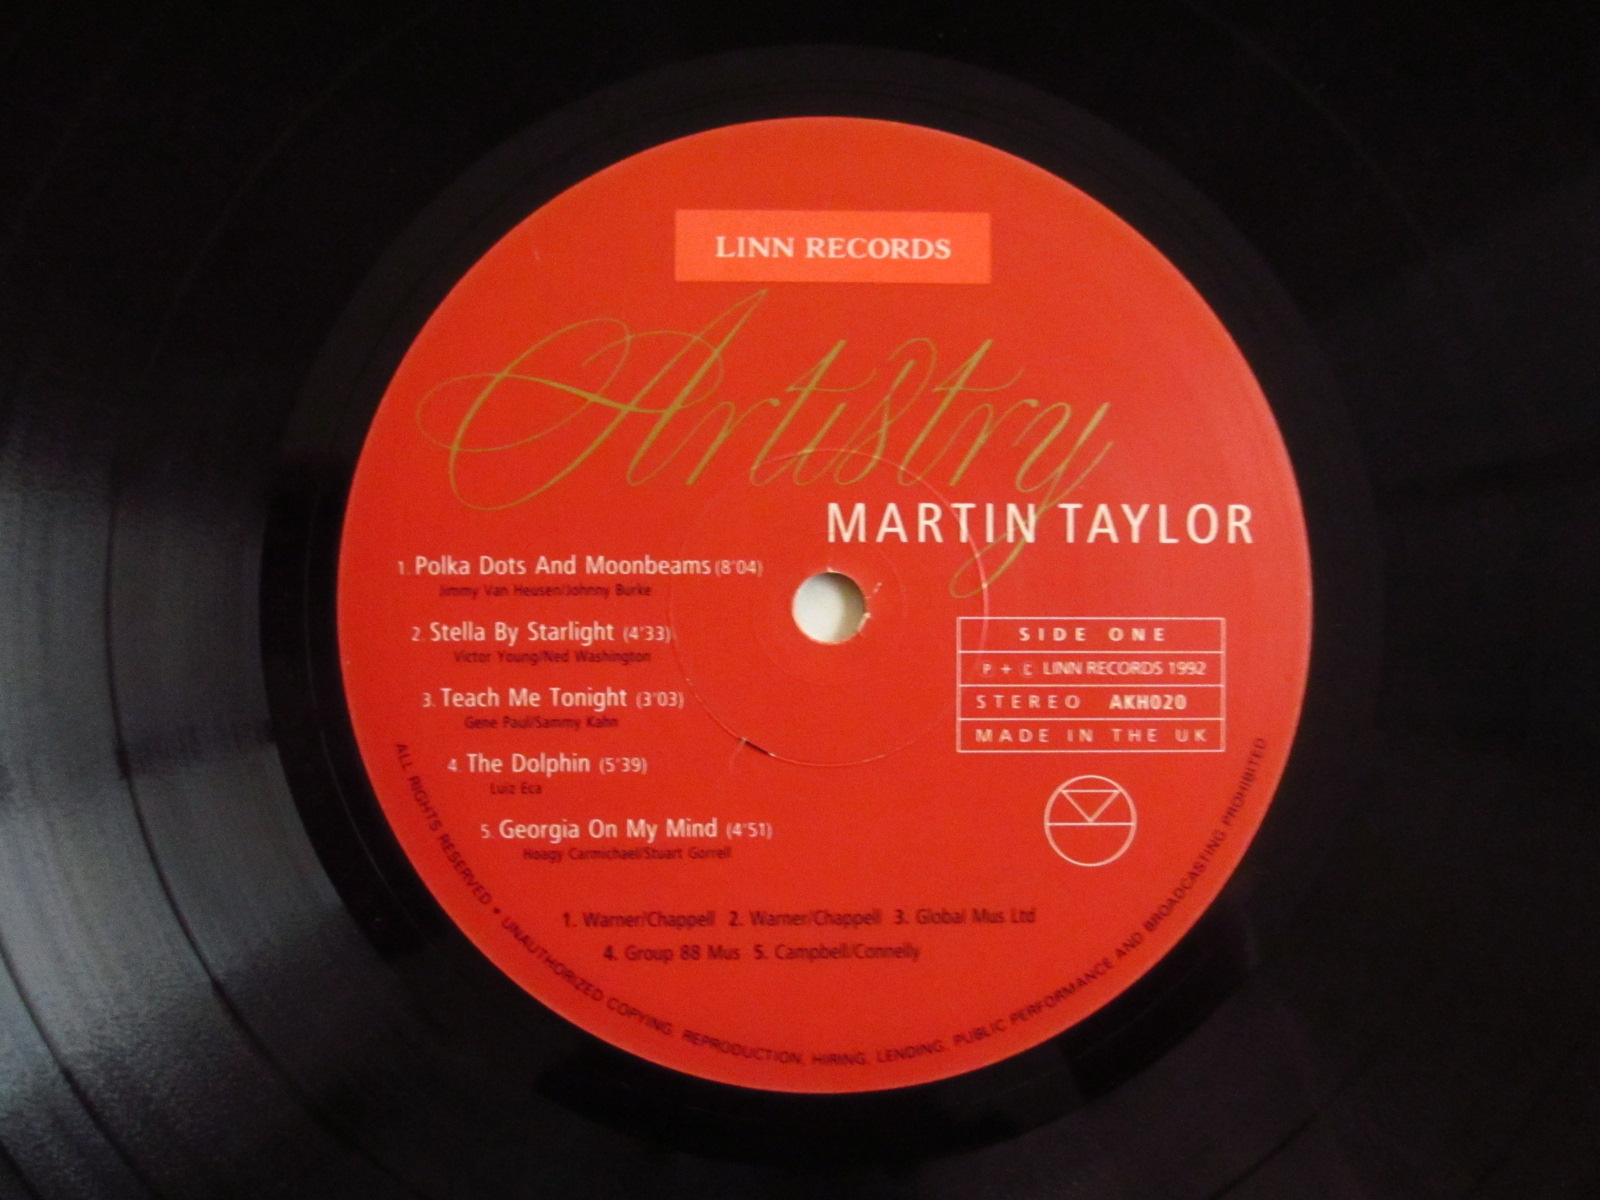 LINN RECORDS
Artistry
MARTIN TAYLOR
1. Polka Dots And Moonbeams (8'04)
Jimmy Van Heusen/Johnny Burke
2. Stella By Starlight (4'33)
Victor Young/Ned Washington
3. Teach Me Tonight (3'03)
Gene Paul/Sammy Kahn
4. The Dolphin (5'39)
Luiz Eca
5. Georgia On My Mind (4'51)
Hoagy Carmichael/Stuart Gorrell
SIDE ONE
P + C LINN RECORDS 1992
STEREO AKH020
MADE IN THE UK
1. Warner/Chappell 2. Warner/Chappell 3. Global Mus Ltd
4. Group 88 Mus 5. Campbell/Connelly
ALL RIGHTS RESERVED • UNAUTHORIZED COPYING, REPRODUCTION, HIRING, LENDING, PUBLIC PERFORMANCE AND BROADCASTING PROHIBITED